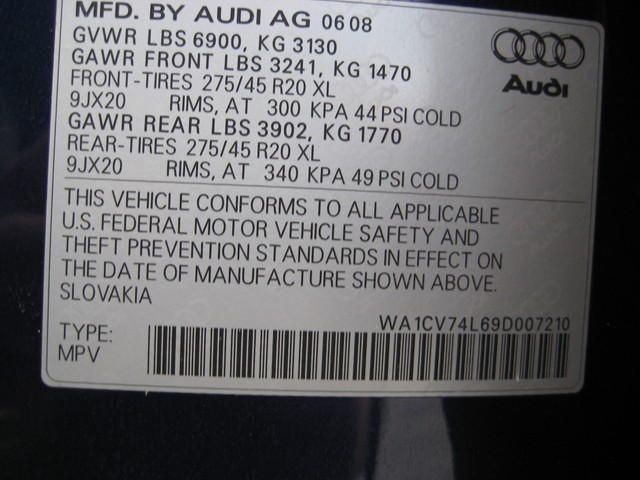 MFD. BY AUDI AG 06 08
GVWR LBS 6900, KG 3130
GAWR FRONT LBS 3241, KG 1470
FRONT-TIRES 275/45 R20 XL
9JX20 RIMS, AT 300 KPA 44 PSI COLD
GAWR REAR LBS 3902, KG 1770
REAR-TIRES 275/45 R20 XL
9JX20 RIMS, AT 340 KPA 49 PSI COLD
Audi
THIS VEHICLE CONFORMS TO ALL APPLICABLE
U.S. FEDERAL MOTOR VEHICLE SAFETY AND
THEFT PREVENTION STANDARDS IN EFFECT ON
THE DATE OF MANUFACTURE SHOWN ABOVE.
SLOVAKIA
WA1CV74L69D007210
TYPE:
MPV